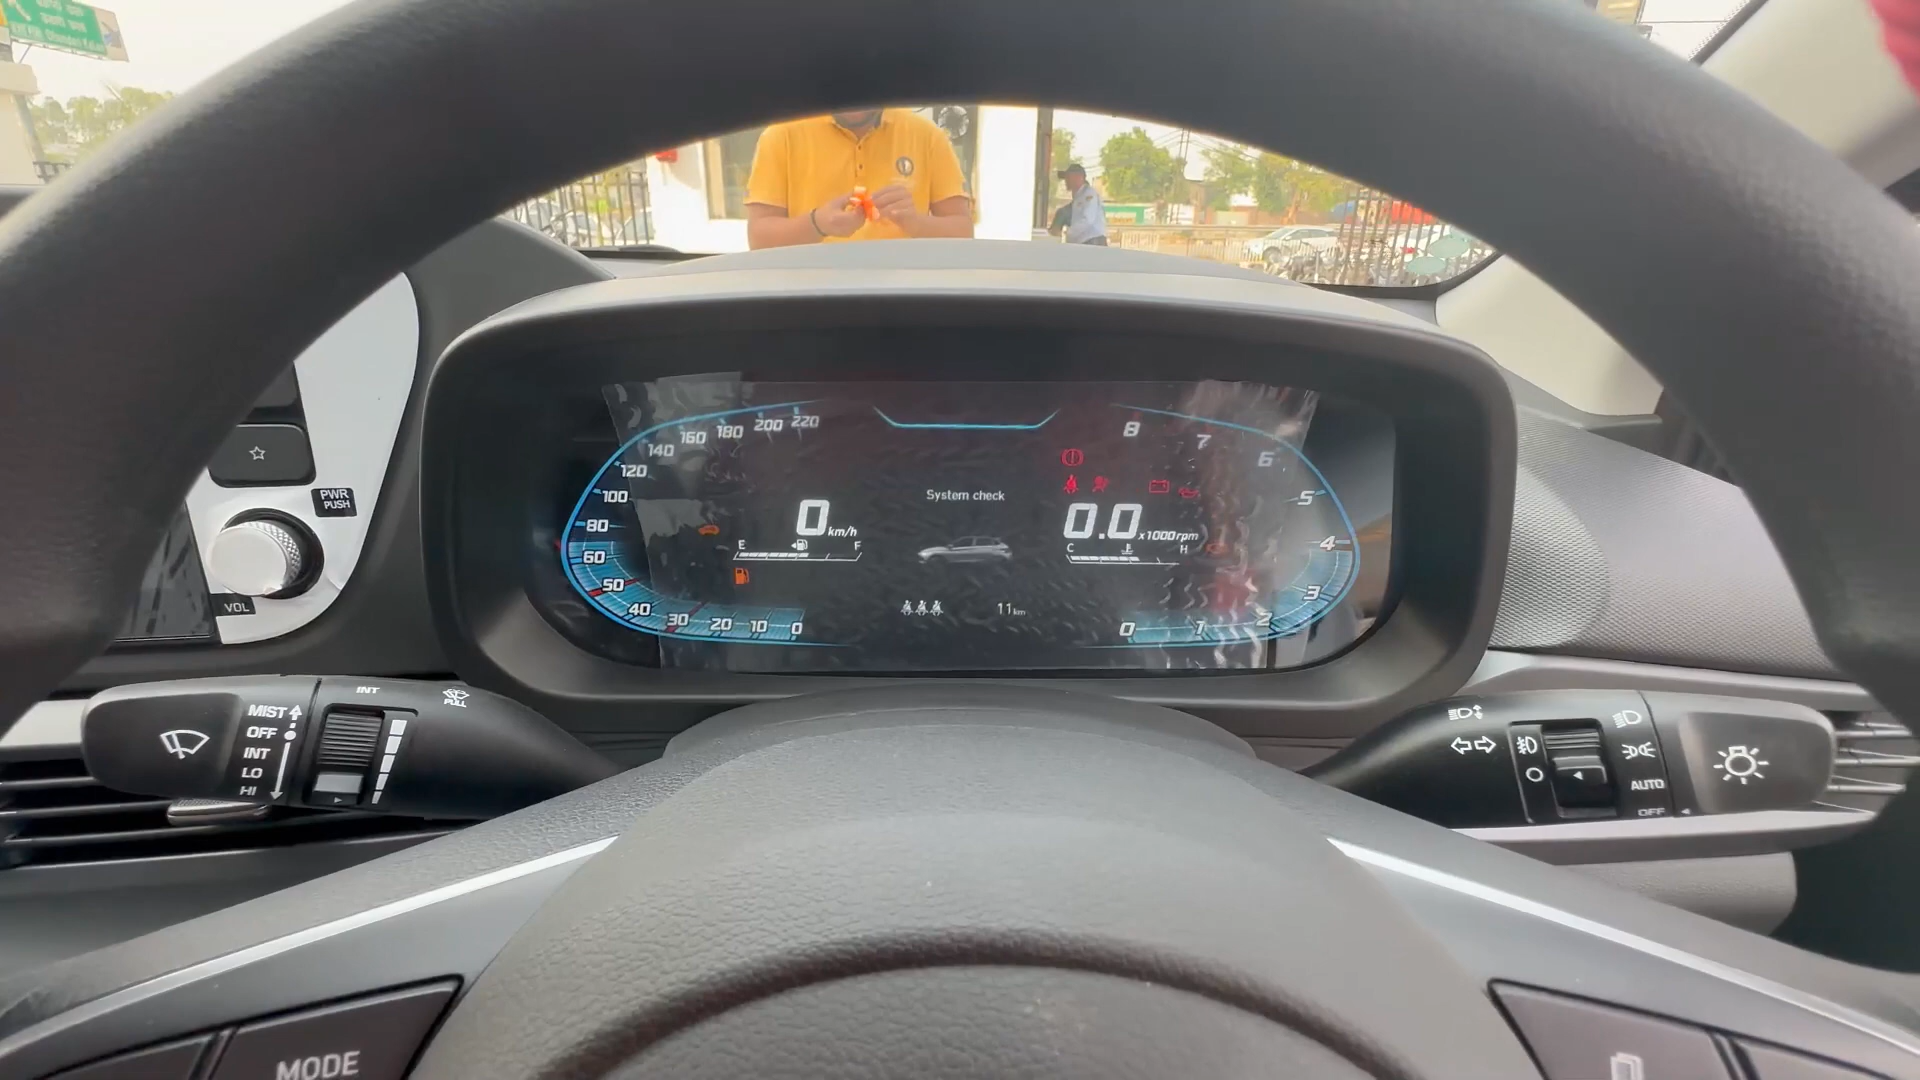 PWR
PUSH
VOL
220
200
180
160
140
120
100
80
60
50
40
30
20
10
0
0 km/h
E
F
System check
11 km
8
7
6
5
4
3
2
1
0
0.0 x1000rpm
C
H
INT
PULL
MIST
OFF
INT
LO
HI
AUTO
OFF
MODE